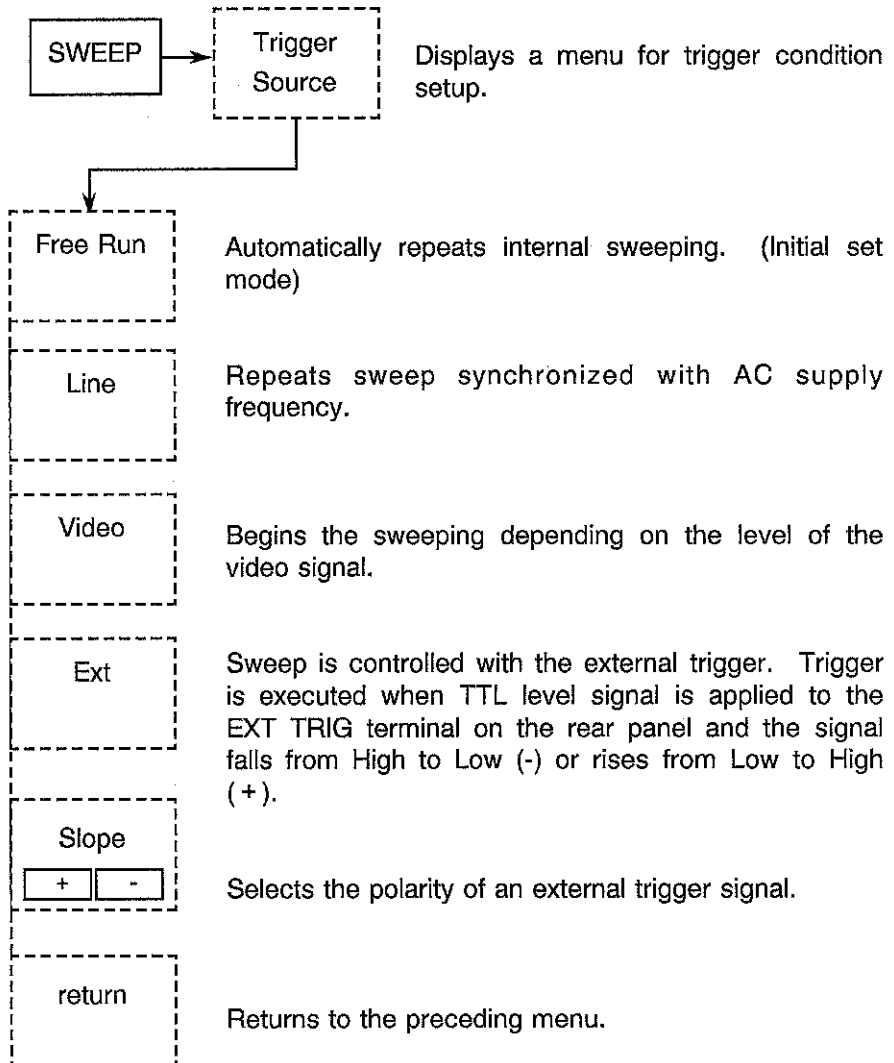 SWEEP
Trigger
Source
Displays a menu for trigger condition
setup.
Free Run
Automatically repeats internal sweeping. (Initial set
mode)
Line
Repeats sweep synchronized with AC supply
frequency.
Video
Begins the sweeping depending on the level of the
video signal.
Ext
Sweep is controlled with the external trigger. Trigger
is executed when TTL level signal is applied to the
EXT TRIG terminal on the rear panel and the signal
falls from High to Low (-) or rises from Low to High
(+).
Slope
+ -
Selects the polarity of an external trigger signal.
return
Returns to the preceding menu.